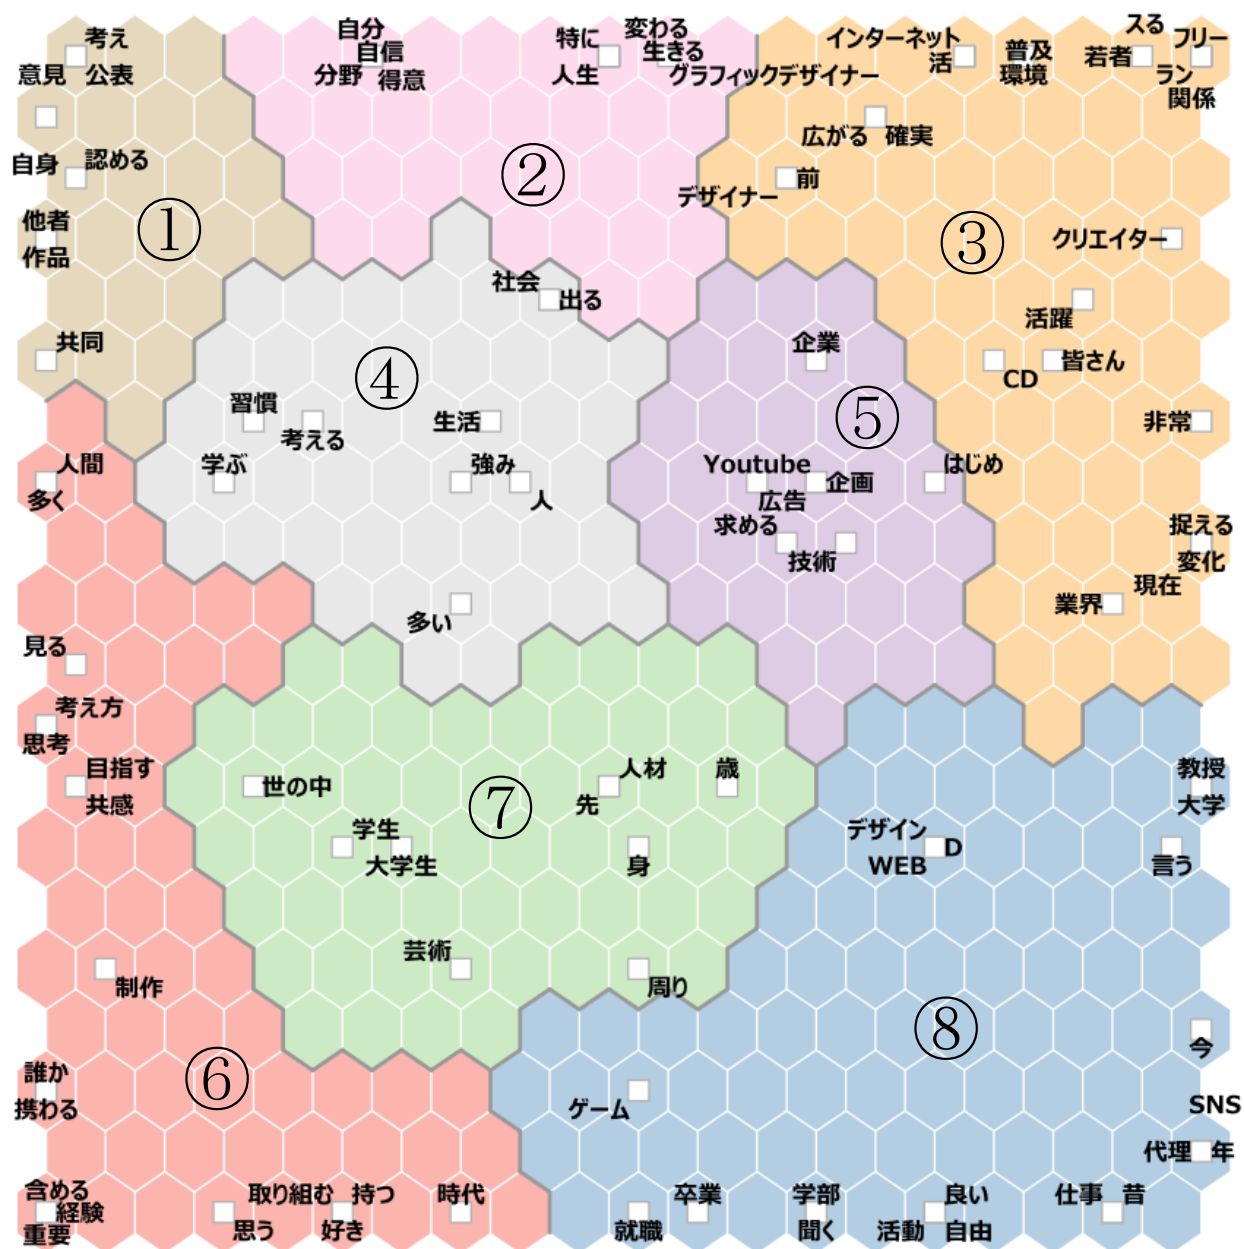 考え
意見
公表
自身
認める
他者
作品
共同
①
自分
自信
分野
得意
特に
人生
変わる
生きる
グラフィックデザイナー
②
インターネット
活
普及
環境
スる
若者
フリー
ラン
関係
広がる
確実
前
デザイナー
③
クリエイター
活躍
CD
皆さん
非常
はじめ
捉える
変化
現在
業界
社会
出る
④
習慣
考える
学ぶ
生活
強み
人
多い
企業
⑤
Youtube
広告
企画
求める
技術
人間
多く
見る
考え方
思考
目指す
共感
制作
⑥
誰か
携わる
含める
経験
重要
取り組む
思う
持つ
好き
時代
世の中
⑦
人材
先
歳
学生
大学生
身
芸術
周り
教授
大学
デザイン
WEB
D
言う
⑧
今
ゲーム
SNS
代理
年
卒業
就職
学部
聞く
良い
活動
自由
仕事
昔